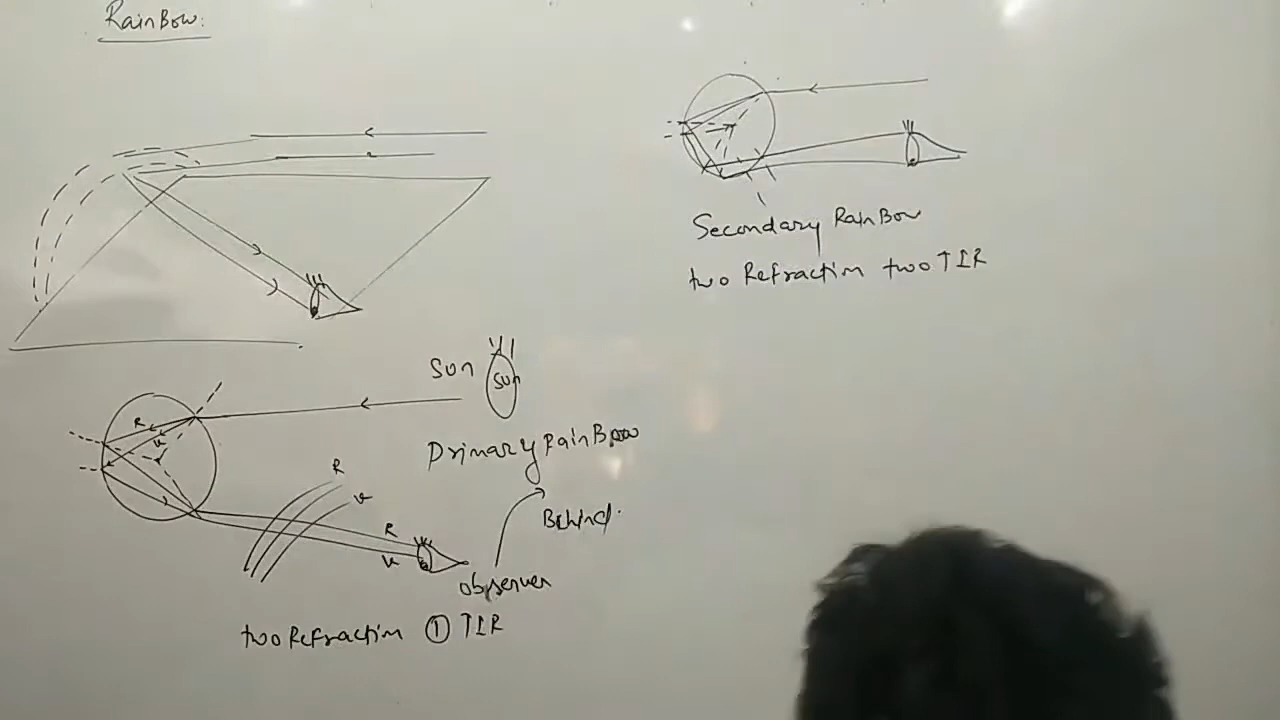 RainBow:
Secondary RainBow
two Refraction two TIR
Sun
Sun
R
v
Primary RainBow
R
v
Behind.
R
v
observer
two Refraction ① TIR